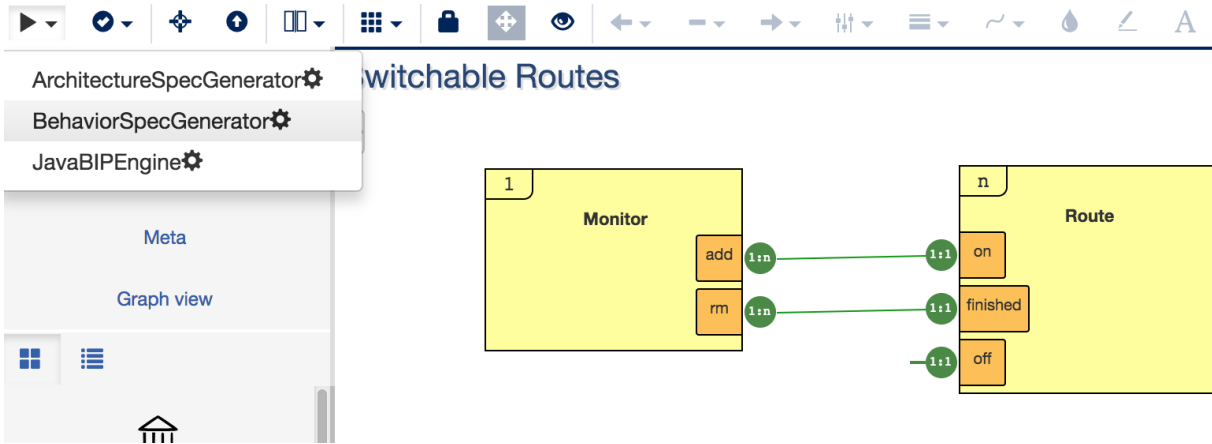 A
ArchitectureSpecGenerator
witchable Routes
BehaviorSpecGenerator
JavaBIPEngine
Meta
Graph view
1
Monitor
add
1:n
rm
1:n
n
Route
1:1
on
1:1
finished
1:1
off